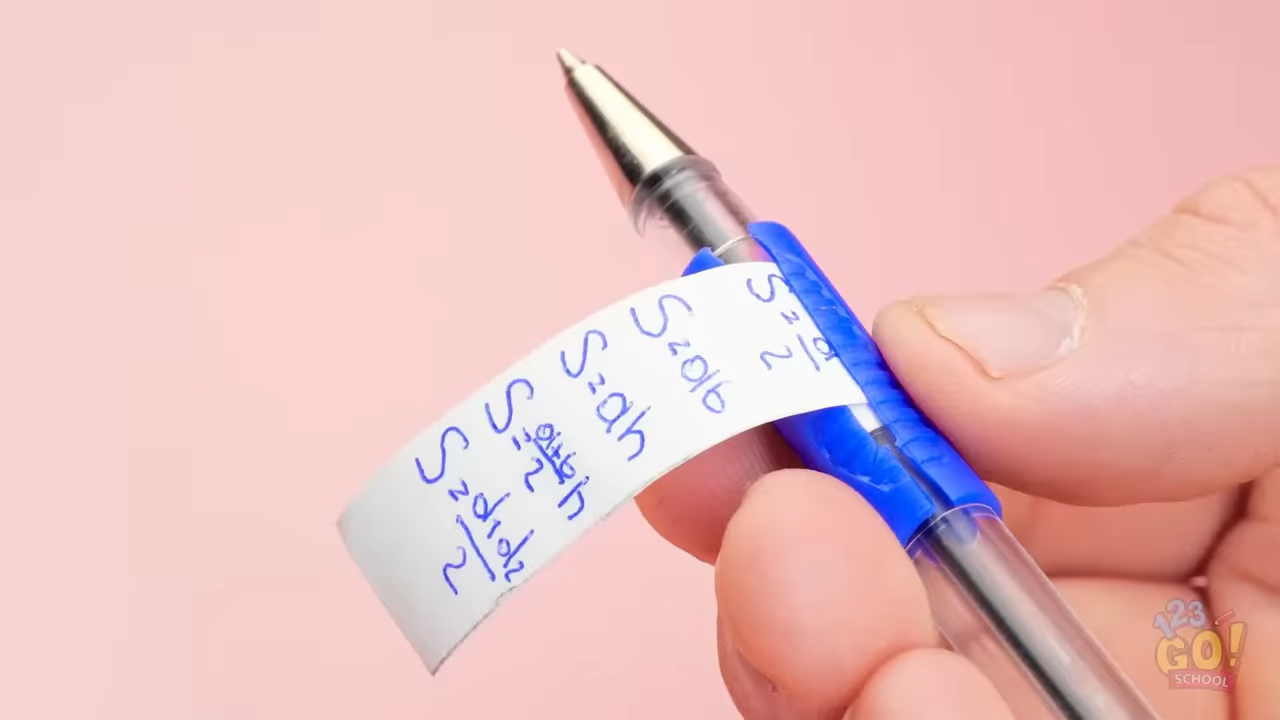 S = ab
S = ah
S = a+b/2 h
S = d₁d₂/2
123
GO!
SCHOOL